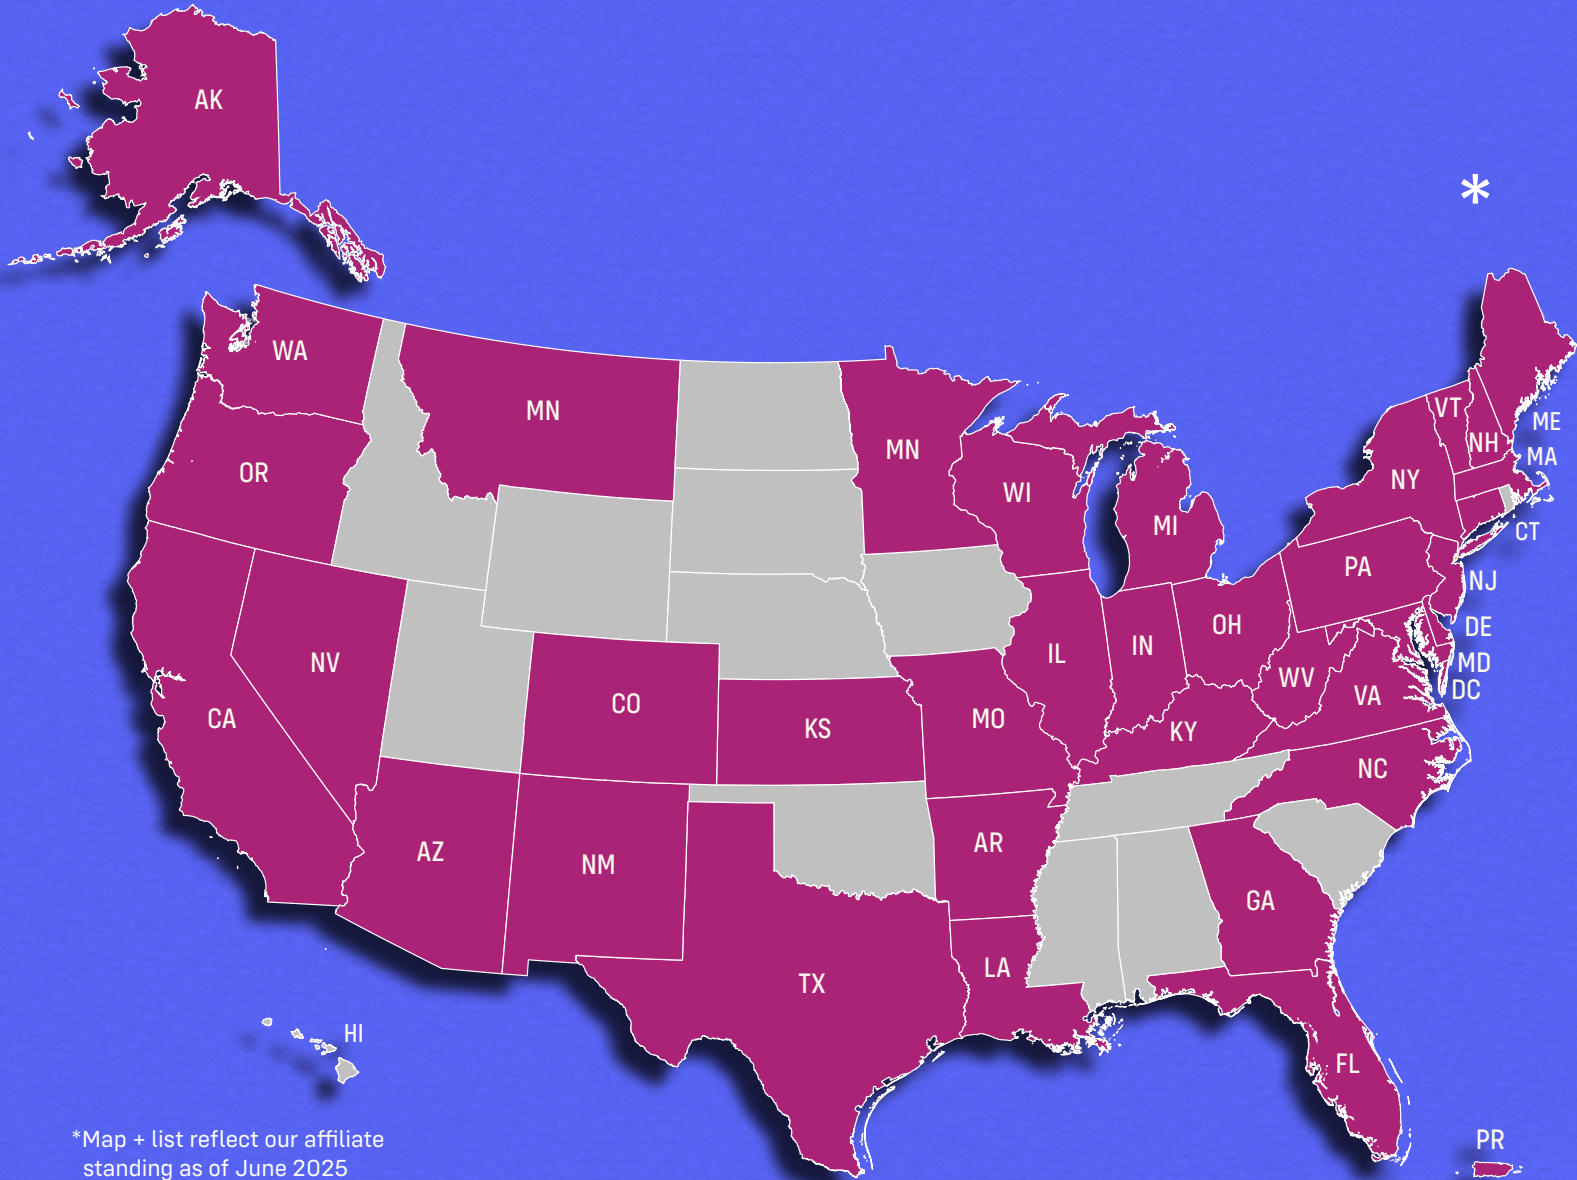 AK
*
WA
MN
MN
VT
ME
NH
MA
OR
WI
NY
MI
CT
PA
NJ
OH
DE
IN
IL
NV
MD
WV
DC
VA
CO
CA
MO
KS
KY
NC
AR
AZ
NM
GA
LA
TX
HI
FL
*Map + list reflect our affiliate
standing as of June 2025
PR